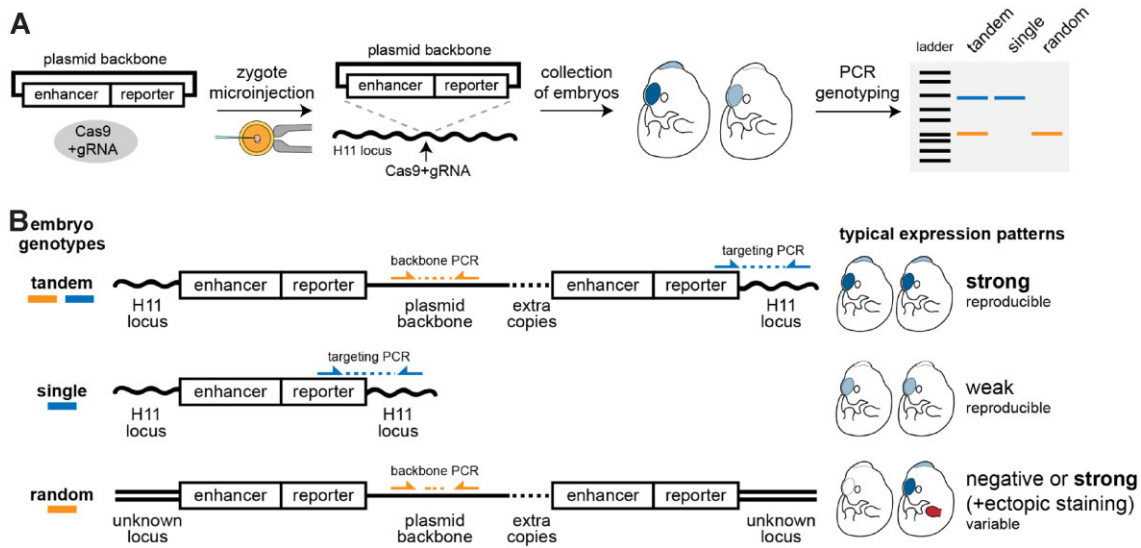 A
plasmid backbone
enhancer reporter
Cas9
+gRNA
zygote
microinjection
plasmid backbone
enhancer reporter
H11 locus
Cas9+gRNA
collection
of embryos
PCR
genotyping
ladder
tandem
single
random
B
embryo
genotypes
typical expression patterns
tandem
H11
locus
enhancer reporter
backbone PCR
plasmid
backbone
extra
copies
enhancer reporter
targeting PCR
H11
locus
strong
reproducible
single
H11
locus
enhancer reporter
targeting PCR
H11
locus
weak
reproducible
random
unknown
locus
enhancer reporter
backbone PCR
plasmid
backbone
extra
copies
enhancer reporter
unknown
locus
negative or strong
(+ectopic staining)
variable